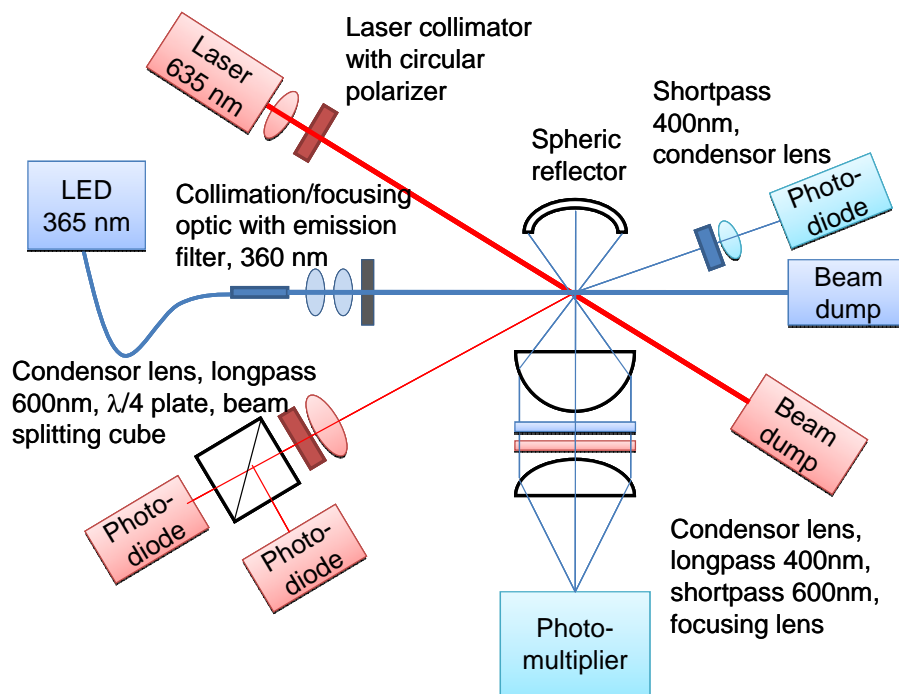 Laser
635 nm
Laser collimator
with circular
polarizer
Shortpass
400nm,
condensor lens
Spheric
reflector
Photo-
diode
LED
365 nm
Collimation/focusing
optic with emission
filter, 360 nm
Beam
dump
Condensor lens, longpass
600nm, λ/4 plate, beam
splitting cube
Beam
dump
Photo-
diode
Photo-
diode
Condensor lens,
longpass 400nm,
shortpass 600nm,
focusing lens
Photo-
multiplier